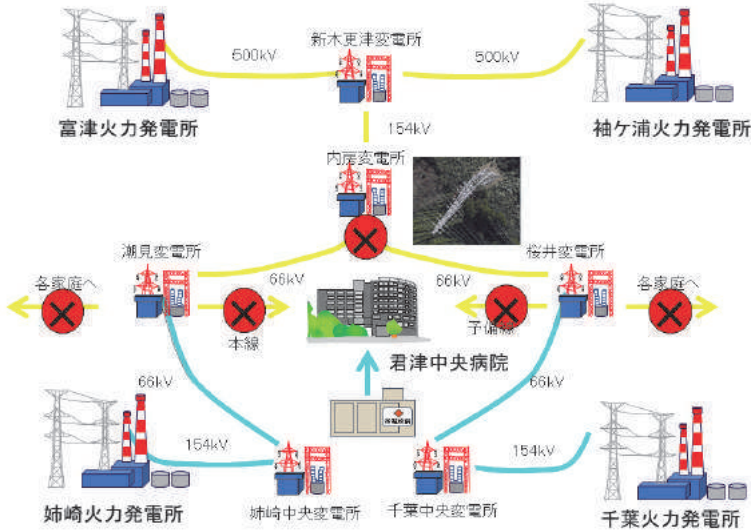 500kV
新木更津変電所
500kV
富津火力発電所
154kV
袖ケ浦火力発電所
内房変電所
潮見変電所
桜井変電所
各家庭へ
66kV
66kV
各家庭へ
本線
予備線
君津中央病院
66kV
66kV
154kV
154kV
姉崎火力発電所
姉崎中央変電所
千葉中央変電所
千葉火力発電所